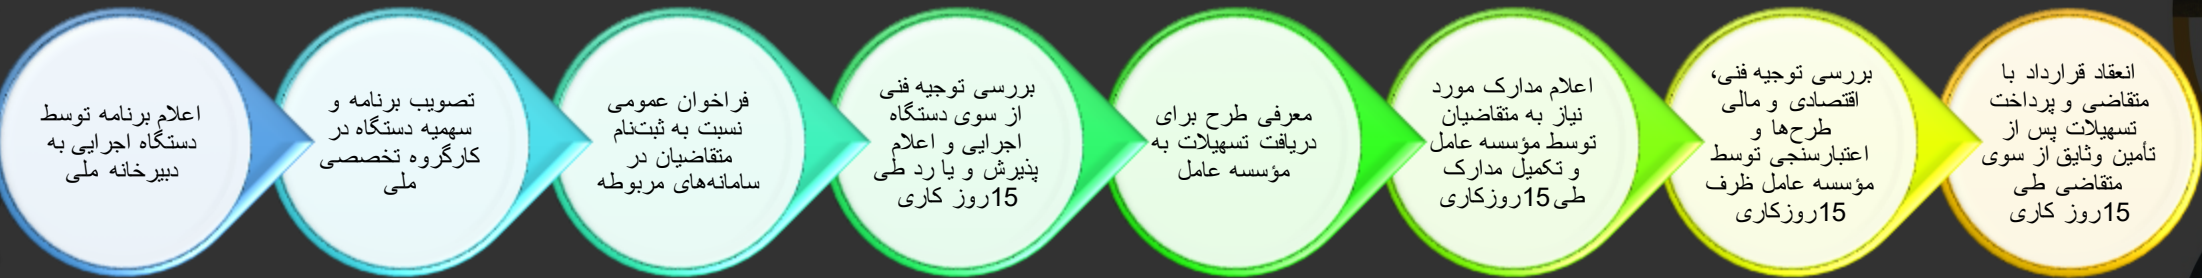 اعلام برنامه توسط
دستگاه اجرایی به
دبیرخانه ملی
تصویب برنامه و
سهمیه دستگاه در
کارگروه تخصصی
ملی
فراخوان عمومی
نسبت به ثبت‌نام
متقاضیان در
سامانه‌های مربوطه
بررسی توجیه فنی
از سوی دستگاه
اجرایی و اعلام
پذیرش و یا رد طی
15روز کاری
معرفی طرح برای
دریافت تسهیلات به
مؤسسه عامل
اعلام مدارک مورد
نیاز به متقاضیان
توسط مؤسسه عامل
و تکمیل مدارک
طی 15روزکاری
بررسی توجیه فنی،
اقتصادی و مالی
طرح‌ها و
اعتبارسنجی توسط
مؤسسه عامل ظرف
15روزکاری
انعقاد قرارداد با
متقاضی و پرداخت
تسهیلات پس از
تأمین وثایق از سوی
متقاضی طی
15روز کاری